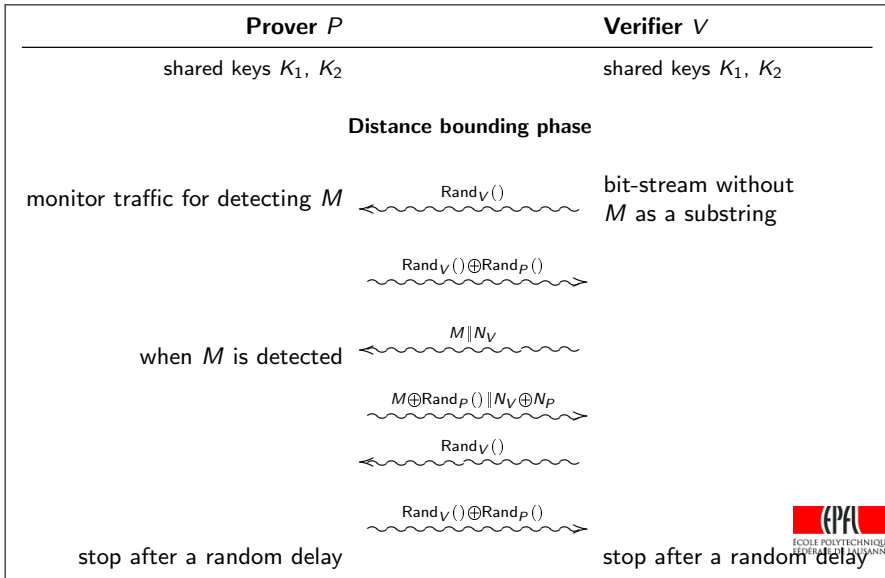 Prover P Verifier V
shared keys K₁, K₂ shared keys K₁, K₂
Distance bounding phase
monitor traffic for detecting M
Rand_V()
bit-stream without
M as a substring
Rand_V()⊕Rand_P()
when M is detected
M‖N_V
M⊕Rand_P()‖N_V⊕N_P
Rand_V()
Rand_V()⊕Rand_P()
stop after a random delay stop after a random delay
EPFL
ÉCOLE POLYTECHNIQUE
FÉDÉRALE DE LAUSANNE